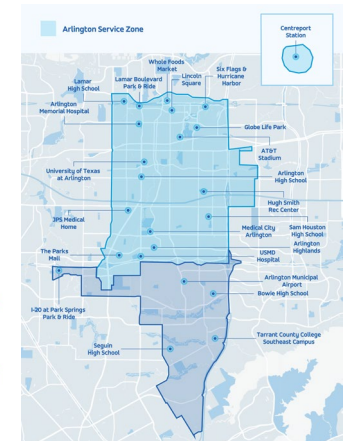 Arlington Service Zone
Centreport
Station
Whole Foods
Market
Six Flags &
Hurricane
Harbor
Lamar
High School
Lamar Boulevard
Park & Ride
Lincoln
Square
Arlington
Memorial Hospital
Globe Life Park
AT&T
Stadium
University of Texas
at Arlington
Arlington
High School
Hugh Smith
Rec Center
JPS Medical
Home
Medical City
Arlington
Sam Houston
High School
Arlington
Highlands
The Parks
Mall
USMD
Hospital
Arlington Municipal
Airport
Bowie High School
I-20 at Park Springs
Park & Ride
Seguin
High School
Tarrant County College
Southeast Campus